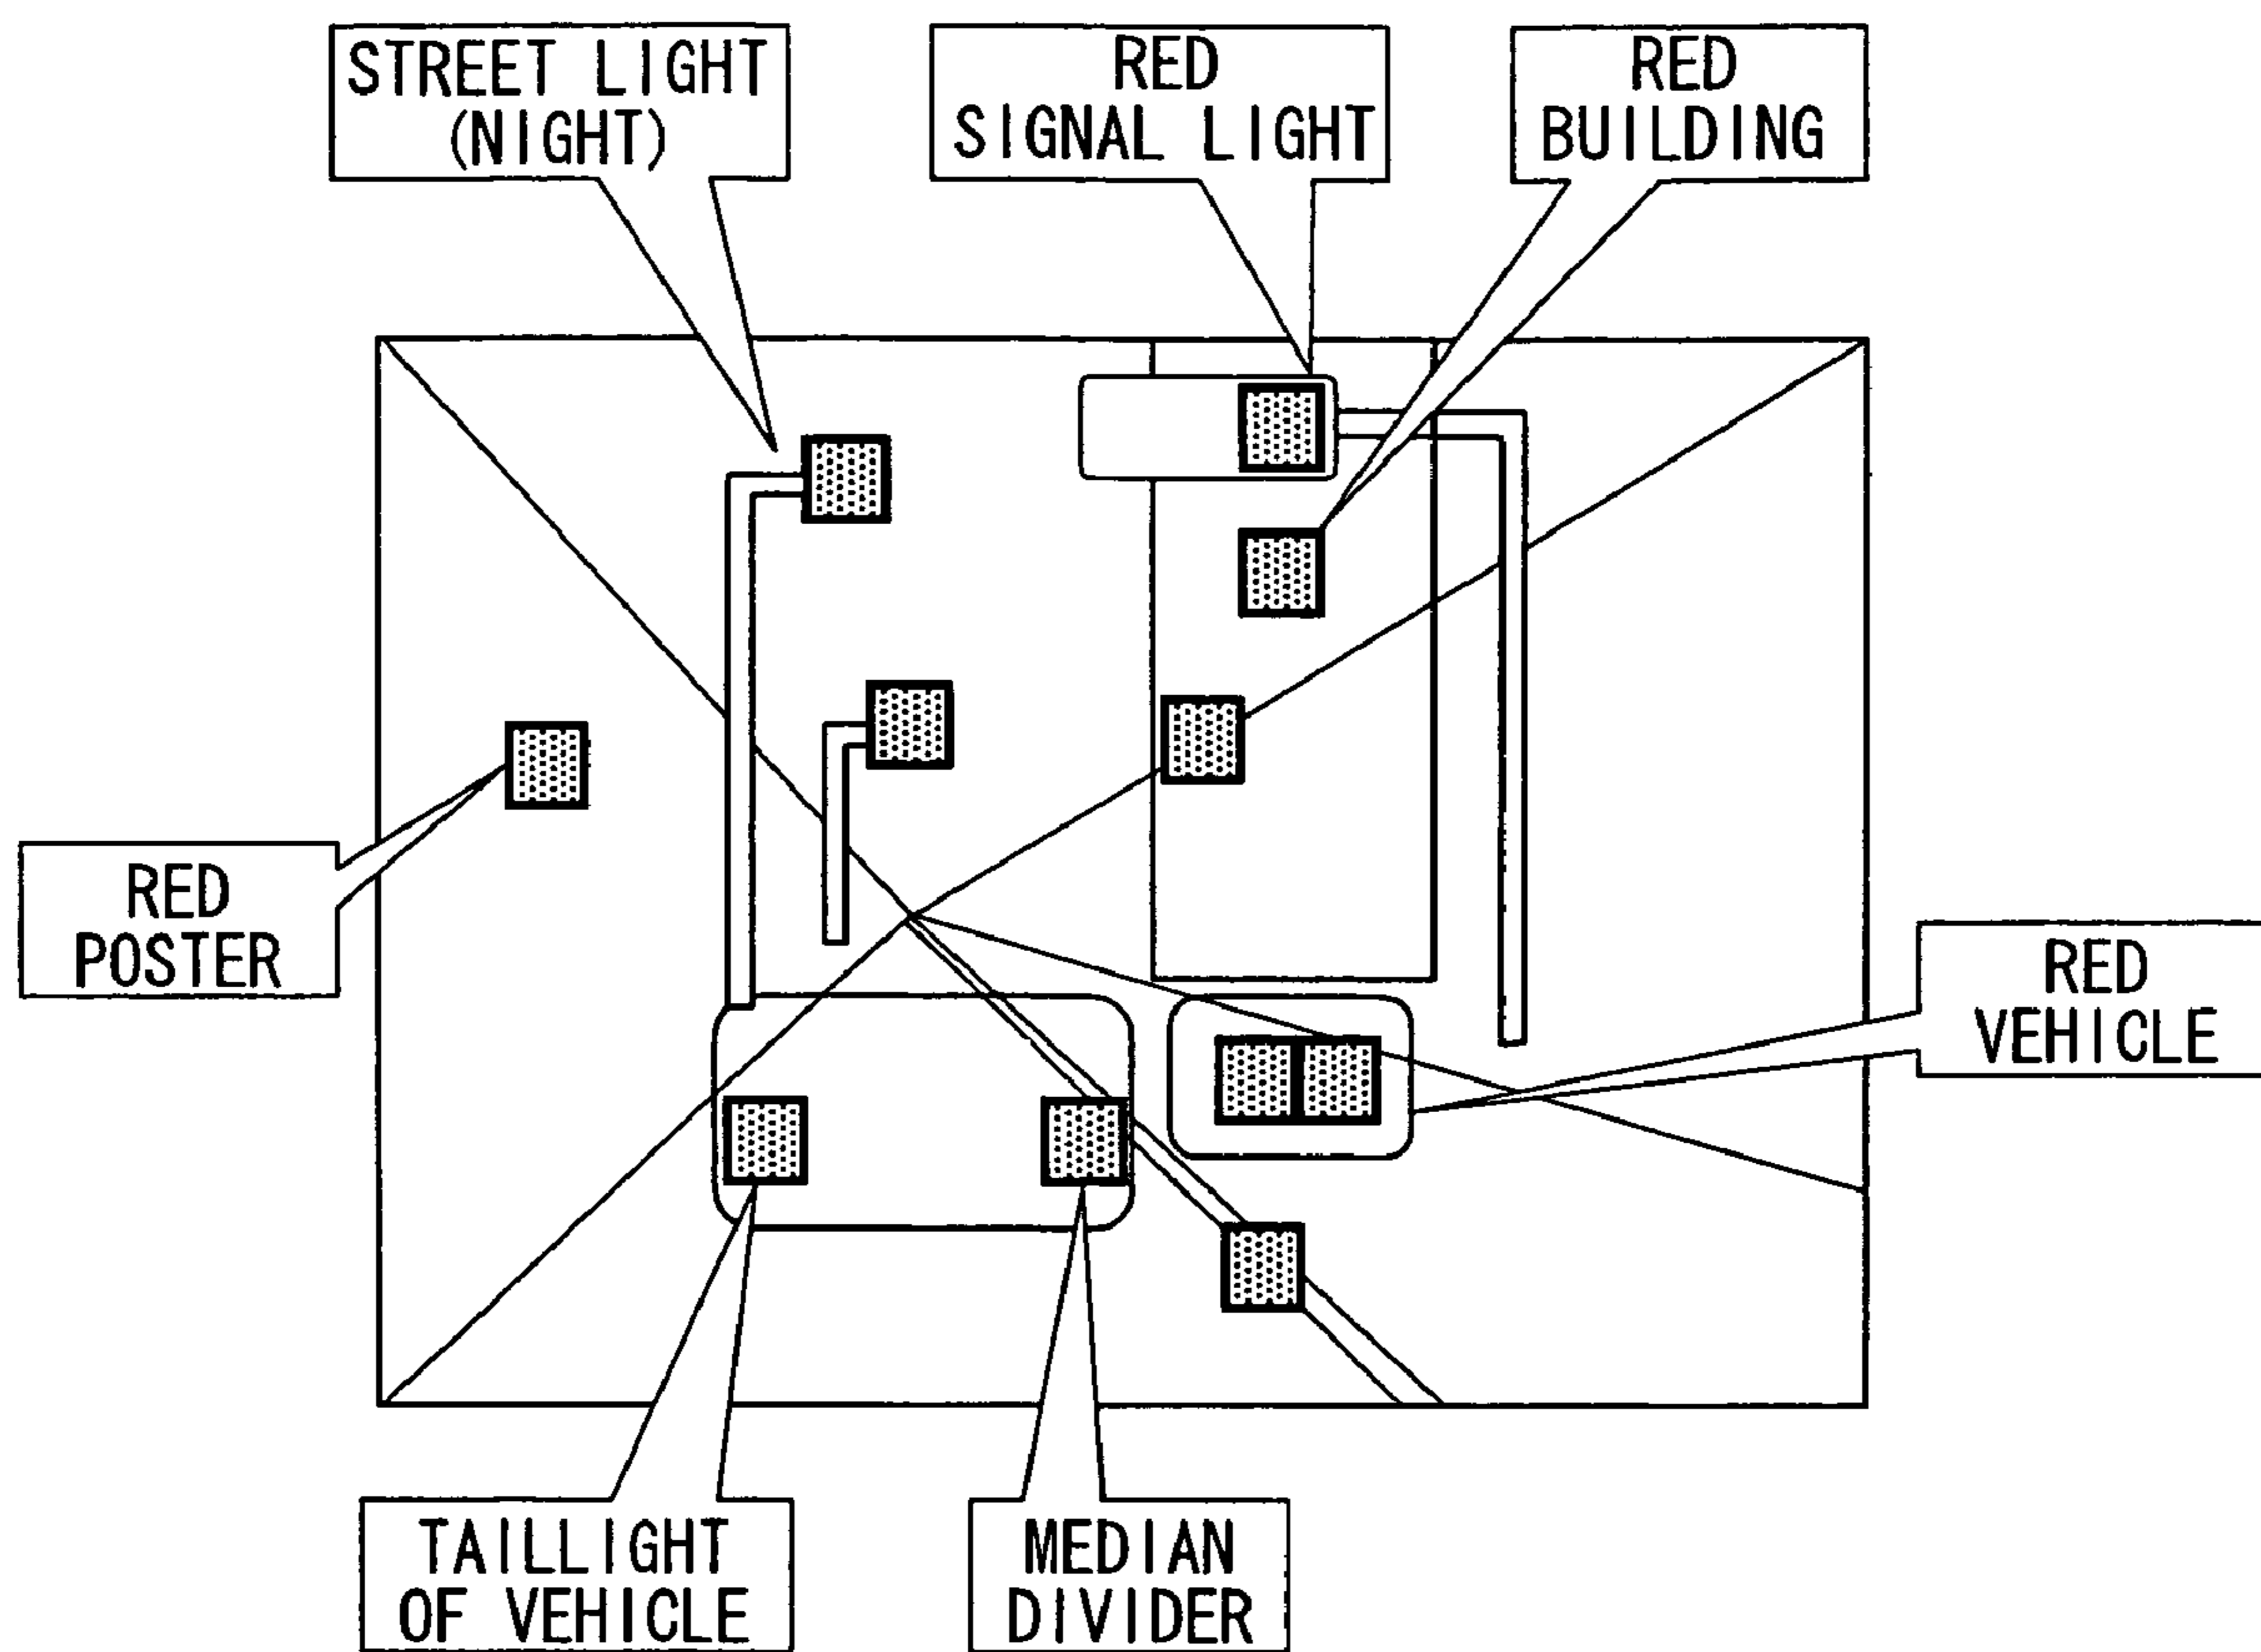 STREET LIGHT
(NIGHT)
RED
SIGNAL LIGHT
RED
BUILDING
RED
POSTER
RED
VEHICLE
TAILLIGHT
OF VEHICLE
MEDIAN
DIVIDER